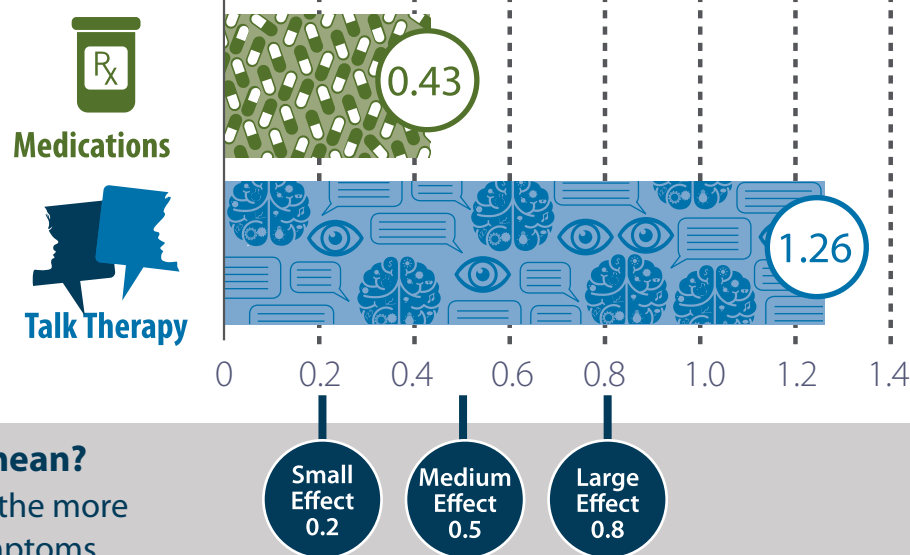 Rx
0.43
Medications
1.26
Talk Therapy
0 0.2 0.4 0.6 0.8 1.0 1.2 1.4
Small
Effect
0.2
Medium
Effect
0.5
Large
Effect
0.8
mean?
the more